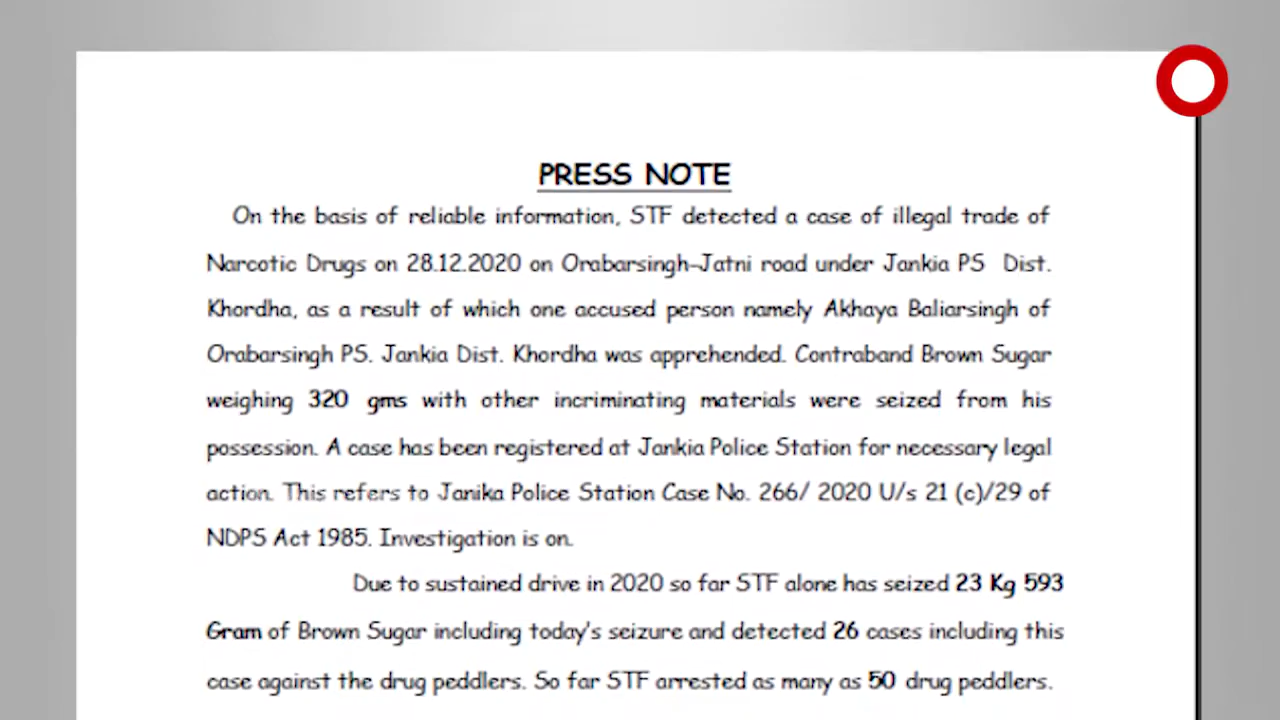 PRESS NOTE
On the basis of reliable information, STF detected a case of illegal trade of
Narcotic Drugs on 28.12.2020 on Orabarsingh-Jatni road under Jankia PS Dist.
Khordha, as a result of which one accused person namely Akhaya Baliarsingh of
Orabarsingh PS. Jankia Dist. Khordha was apprehended. Contraband Brown Sugar
weighing 320 gms with other incriminating materials were seized from his
possession. A case has been registered at Jankia Police Station for necessary legal
action. This refers to Janika Police Station Case No. 266/ 2020 U/s 21 (c)/29 of
NDPS Act 1985. Investigation is on.
Due to sustained drive in 2020 so far STF alone has seized 23 Kg 593
Gram of Brown Sugar including today's seizure and detected 26 cases including this
case against the drug peddlers. So far STF arrested as many as 50 drug peddlers.